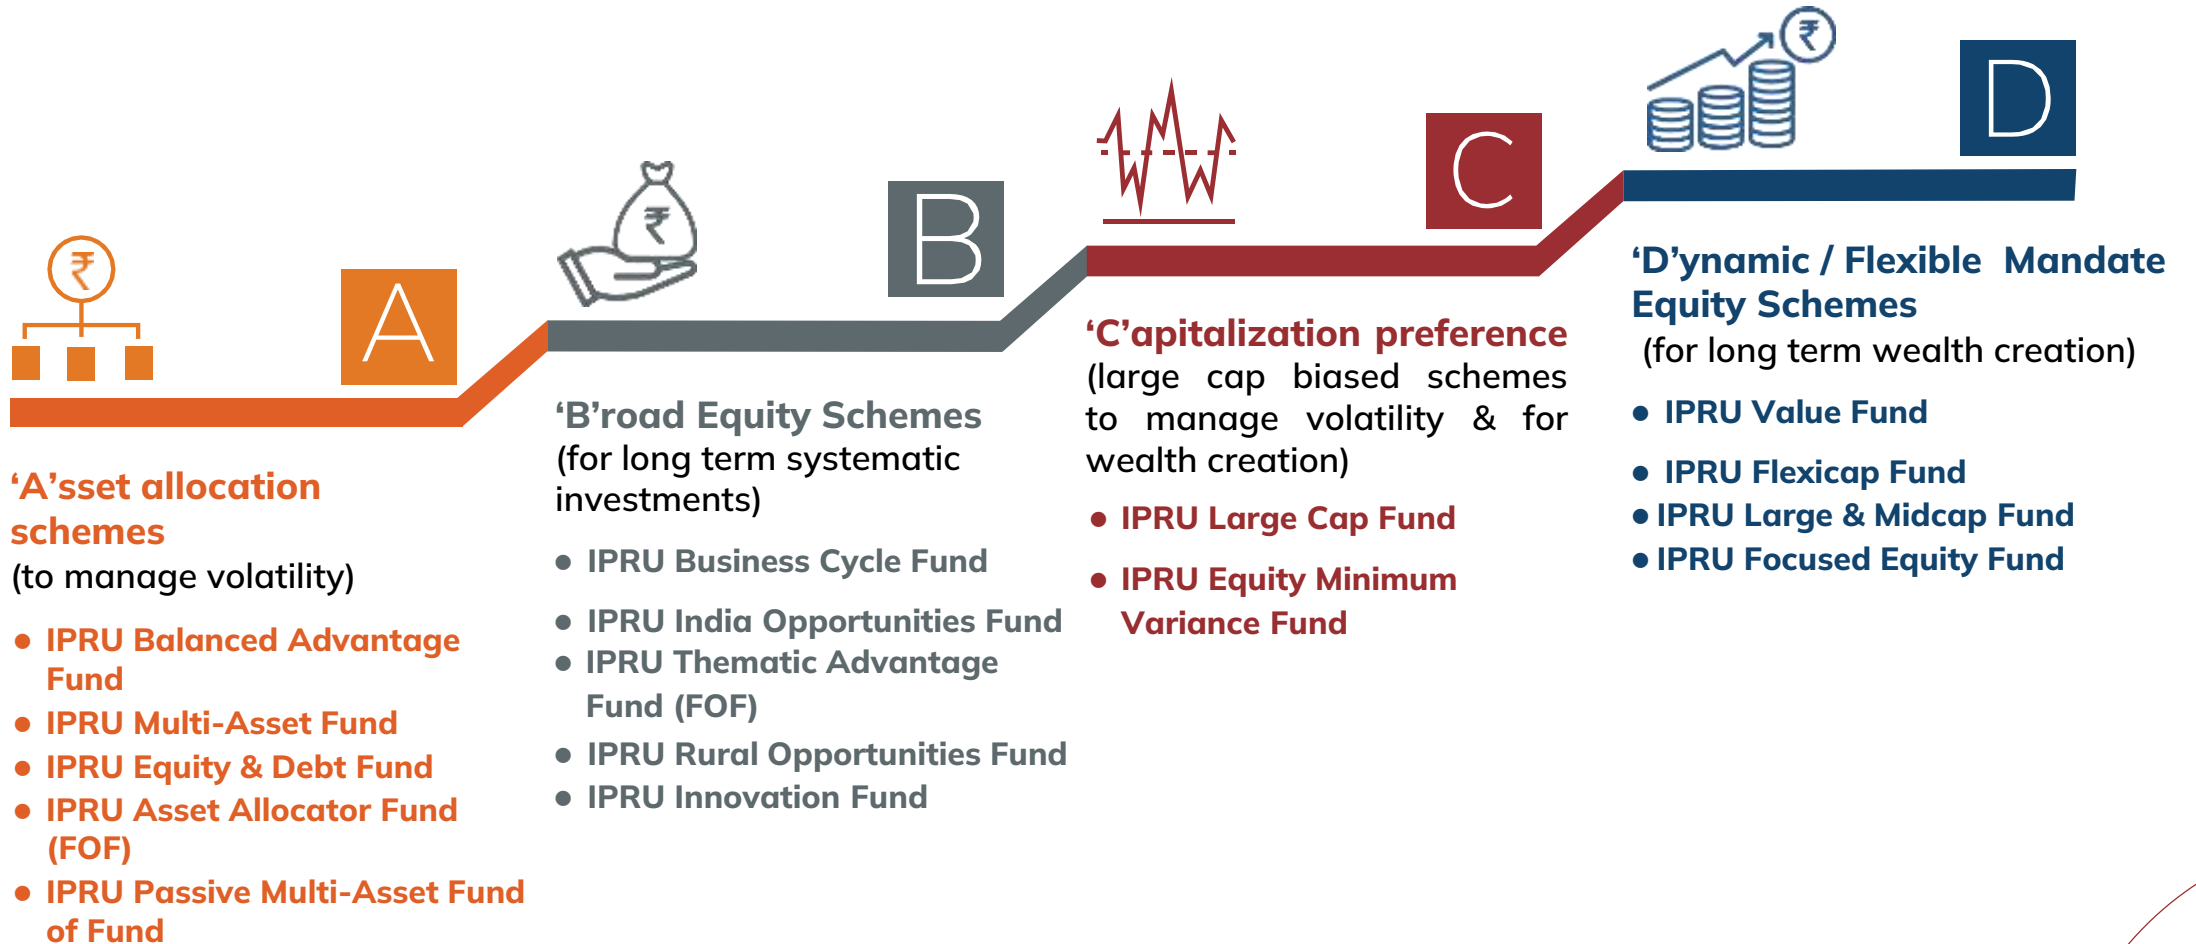 A
‘A’sset allocation
schemes
(to manage volatility)
● IPRU Balanced Advantage
Fund
● IPRU Multi-Asset Fund
● IPRU Equity & Debt Fund
● IPRU Asset Allocator Fund
(FOF)
● IPRU Passive Multi-Asset Fund
of Fund
B
‘B’road Equity Schemes
(for long term systematic
investments)
● IPRU Business Cycle Fund
● IPRU India Opportunities Fund
● IPRU Thematic Advantage
Fund (FOF)
● IPRU Rural Opportunities Fund
● IPRU Innovation Fund
C
‘C’apitalization preference
(large cap biased schemes
to manage volatility & for
wealth creation)
● IPRU Large Cap Fund
● IPRU Equity Minimum
Variance Fund
D
‘D’ynamic / Flexible Mandate
Equity Schemes
(for long term wealth creation)
● IPRU Value Fund
● IPRU Flexicap Fund
● IPRU Large & Midcap Fund
● IPRU Focused Equity Fund